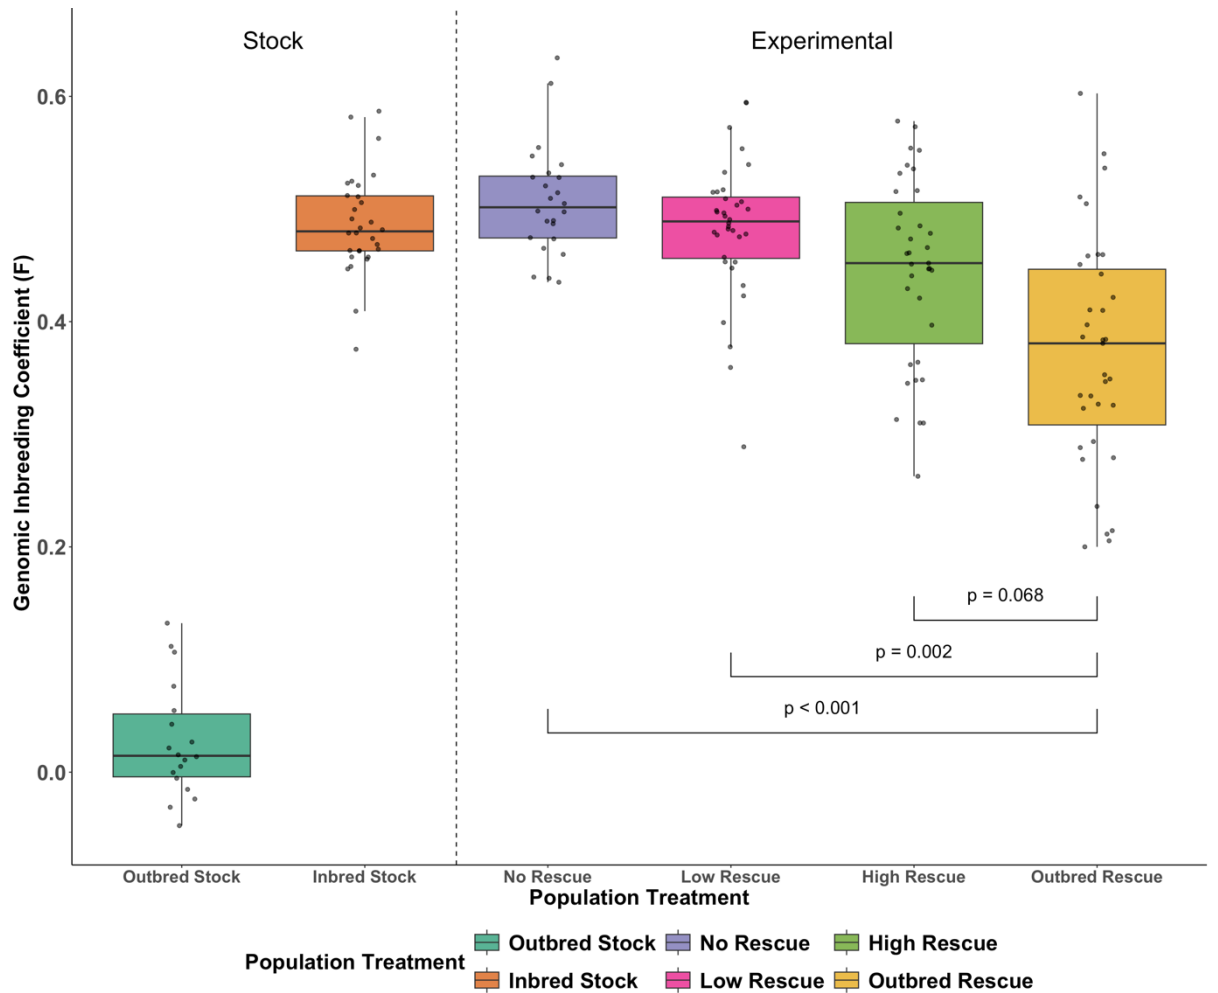 Stock Experimental
Genomic Inbreeding Coefficient (F)
0.6
0.4
0.2
0.0
p = 0.068
p = 0.002
p < 0.001
Outbred Stock Inbred Stock No Rescue Low Rescue High Rescue Outbred Rescue
Population Treatment
Population Treatment
Outbred Stock No Rescue High Rescue
Inbred Stock Low Rescue Outbred Rescue